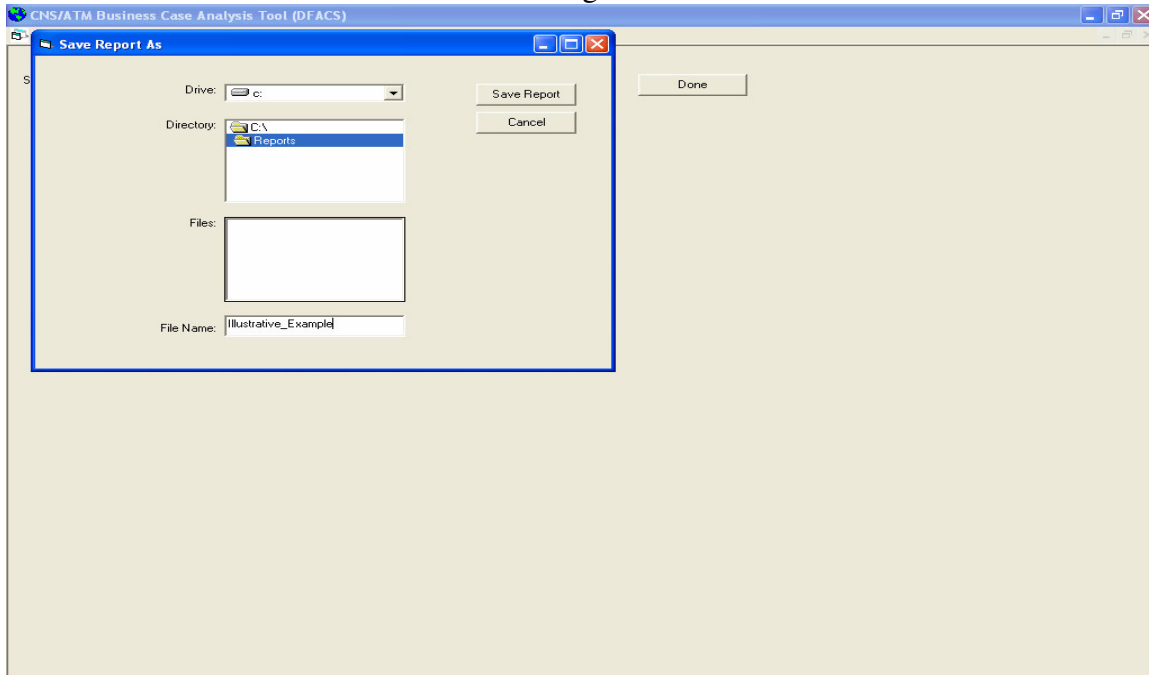 CNS/ATM Business Case Analysis Tool (DFACS)
Save Report As
S
Drive: c:
Save Report
Done
Directory: C:\
Cancel
Reports
Files:
File Name: Illustrative_Example